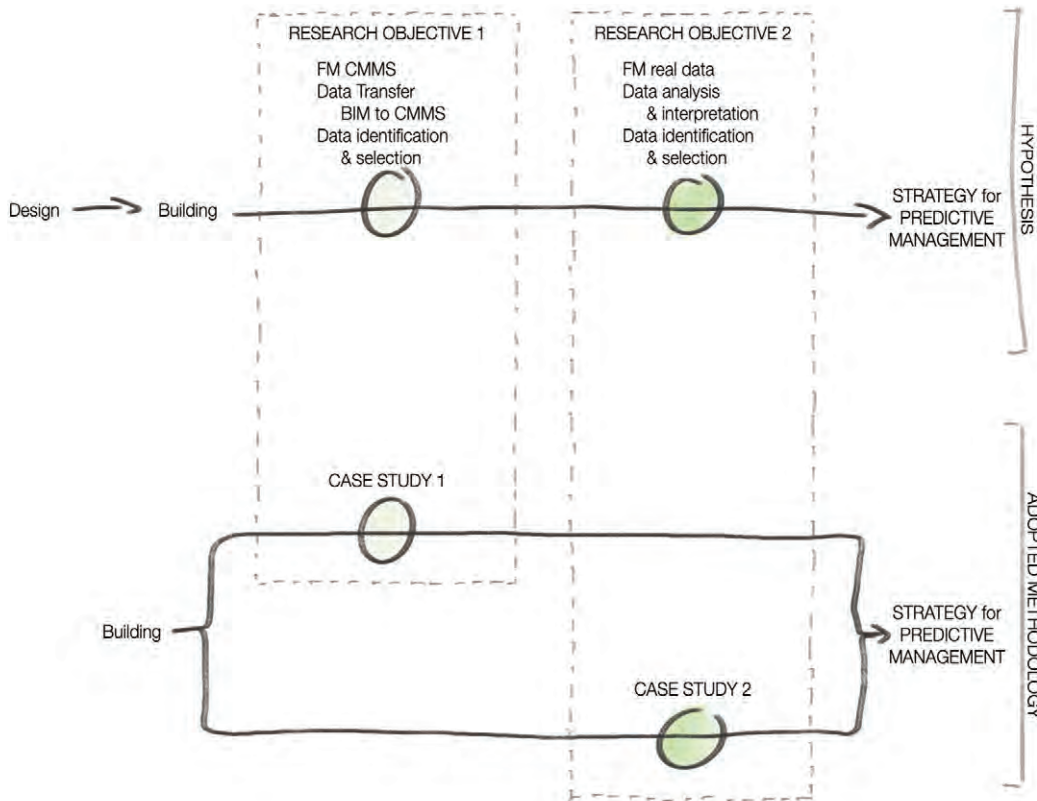 RESEARCH OBJECTIVE 1
FM CMMS
Data Transfer
BIM to CMMS
Data identification
& selection
RESEARCH OBJECTIVE 2
FM real data
Data analysis
& interpretation
Data identification
& selection
Design
Building
STRATEGY for
PREDICTIVE
MANAGEMENT
HYPOTHESIS
CASE STUDY 1
Building
CASE STUDY 2
STRATEGY for
PREDICTIVE
MANAGEMENT
ADOPTED METHODOLOGY